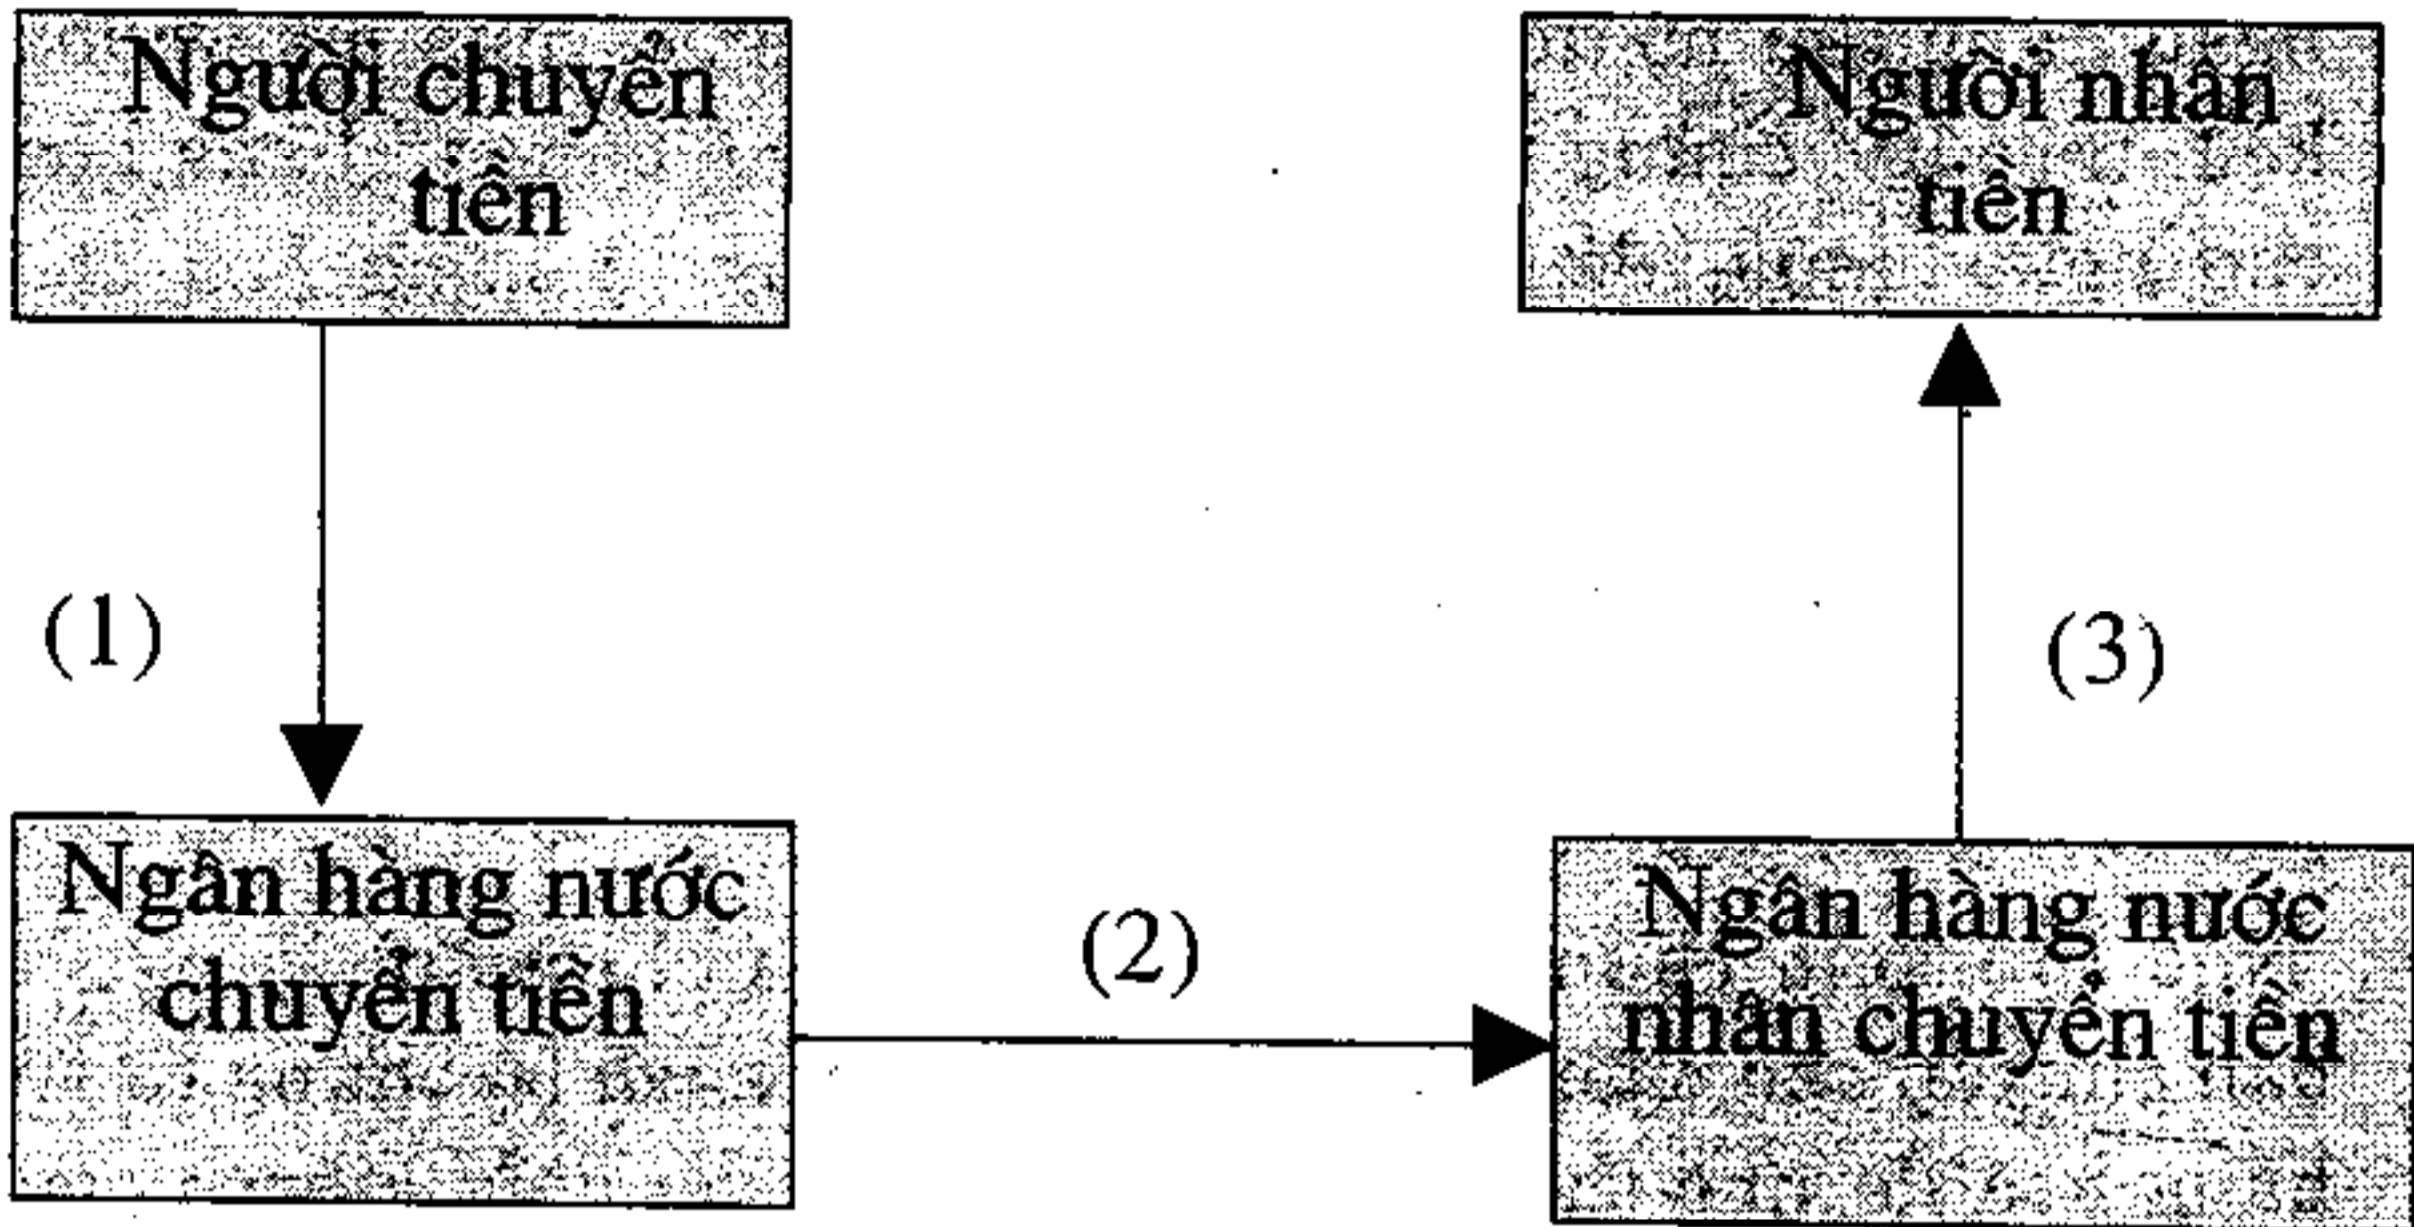 Người chuyển
tiền
Người nhận
tiền
(1)
(3)
Ngân hàng nước
chuyển tiền
(2)
Ngân hàng nước
nhận chuyển tiền